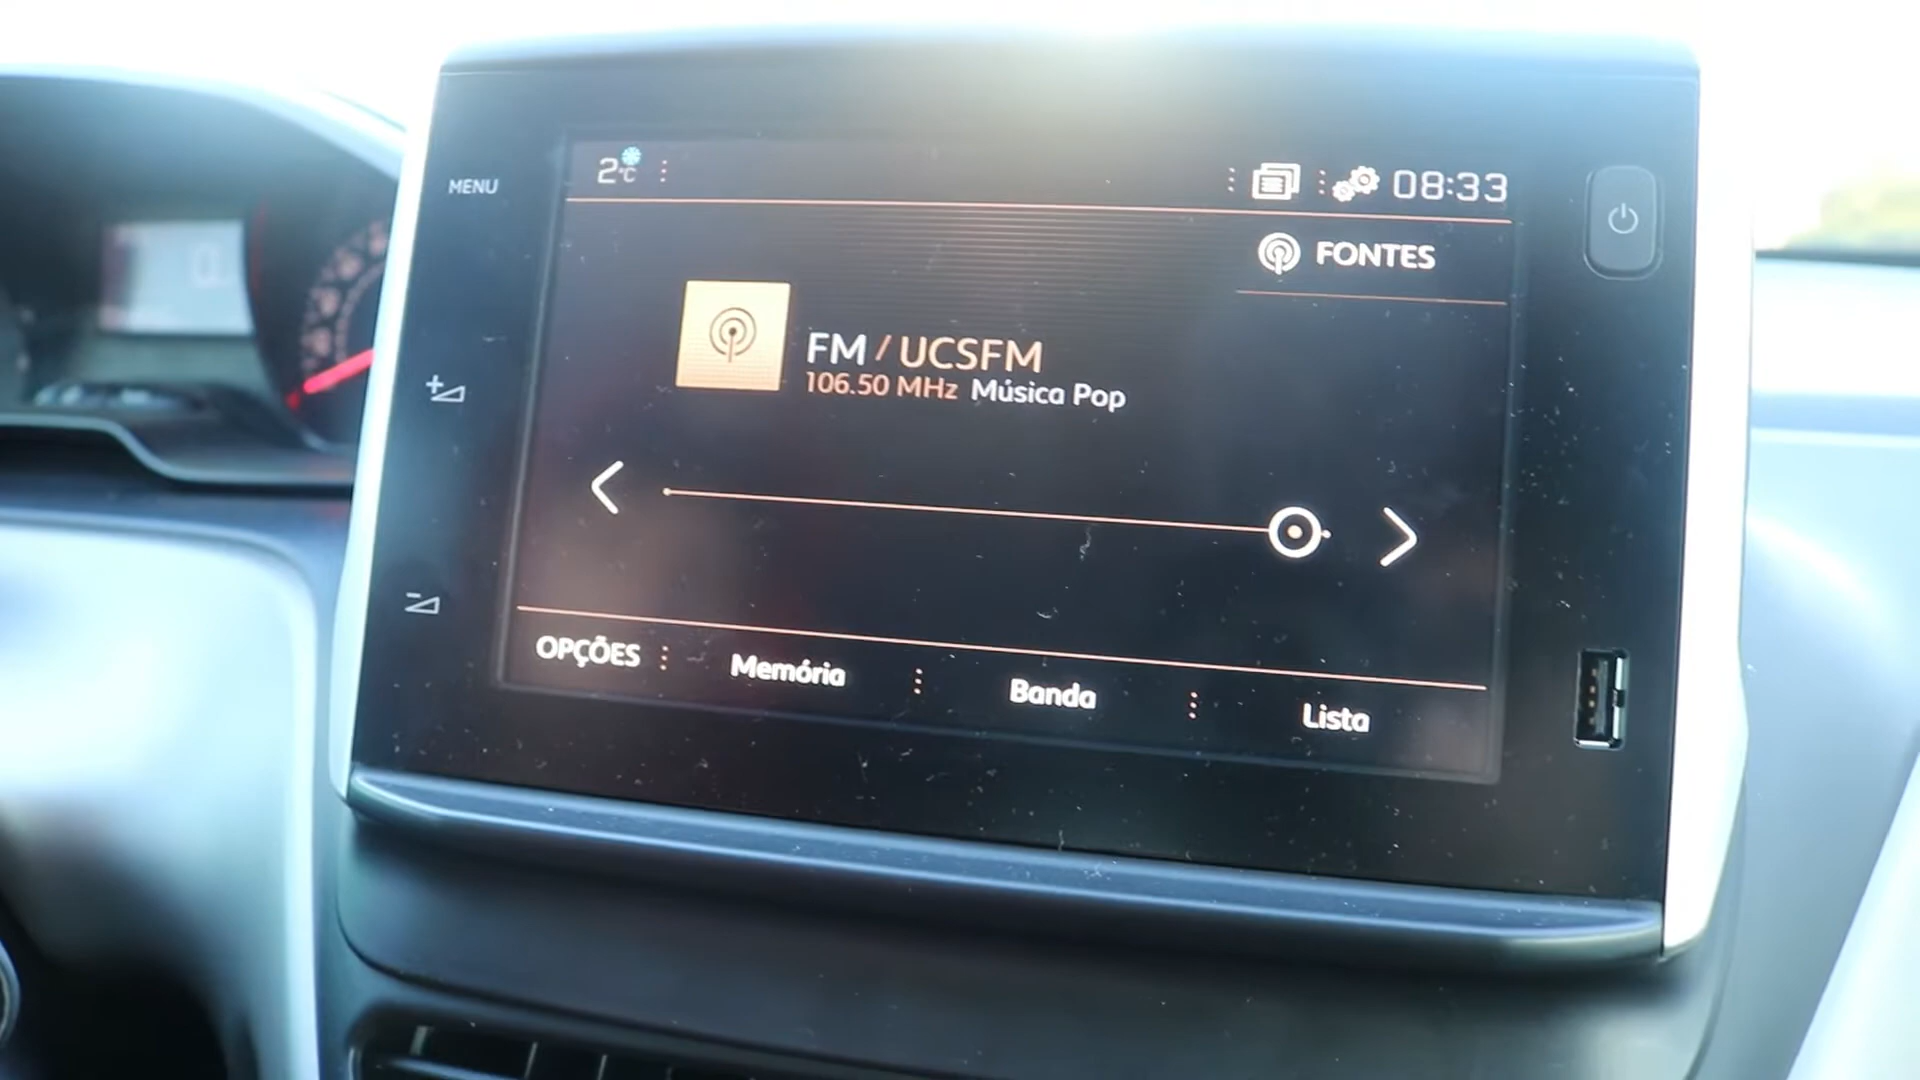 MENU
2°C
08:33
FONTES
FM / UCSFM
106.50 MHz Música Pop
OPÇÕES
Memória
Banda
Lista